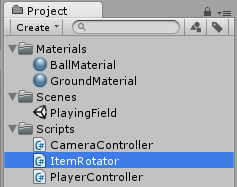 Project
Create
Materials
BallMaterial
GroundMaterial
Scenes
PlayingField
Scripts
CameraController
ItemRotator
PlayerController